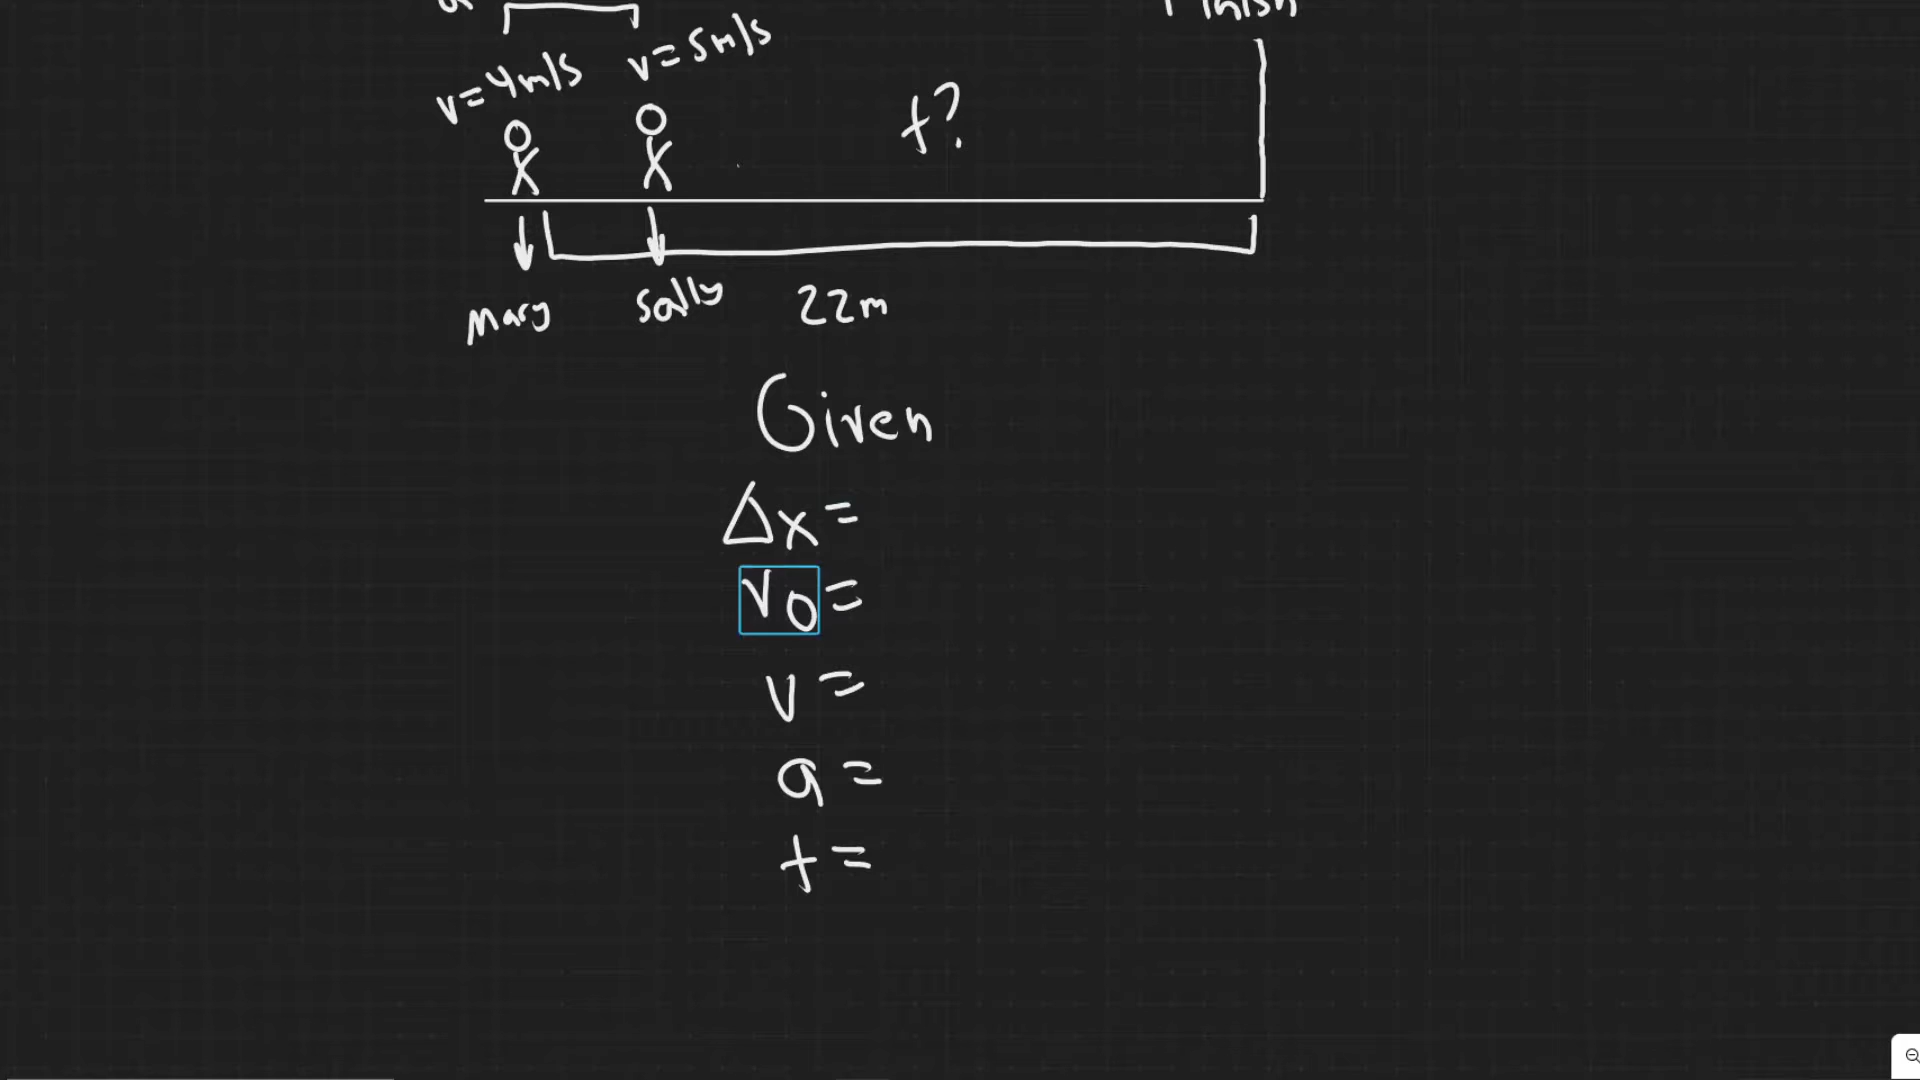 v=4m/s v=5m/s
t?
Mary Sally 22m
Given
Δx=
v₀=
v=
a=
t=